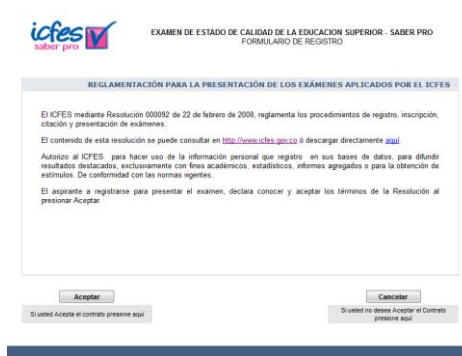 icfes
saber pro
EXAMEN DE ESTADO DE CALIDAD DE LA EDUCACION SUPERIOR - SABER PRO
FORMULARIO DE REGISTRO
REGLAMENTACIÓN PARA LA PRESENTACIÓN DE LOS EXÁMENES APLICADOS POR EL ICFES
El ICFES mediante Resolución 000092 de 22 de febrero de 2008, reglamenta los procedimientos de registro, inscripción,
citación y presentación de exámenes.
El contenido de esta resolución se puede consultar en http://www.icfes.gov.co ó descargar directamente aquí.
Autorizo al ICFES para hacer uso de la información personal que registro en sus bases de datos, para difundir
resultados destacados, exclusivamente con fines académicos, estadísticos, informes agregados o para la obtención de
estímulos. De conformidad con las normas vigentes.
El aspirante a registrarse para presentar el examen, declara conocer y aceptar los términos de la Resolución al
presionar Aceptar.
Aceptar
Si usted Acepta el contrato presione aquí
Cancelar
Si usted no desea Aceptar el Contrato
presione aquí